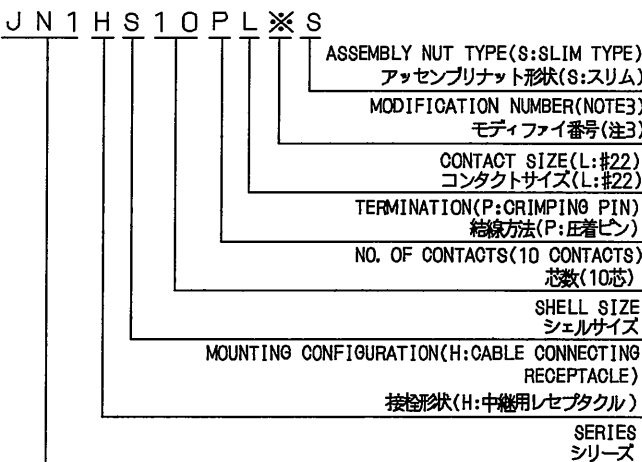 JN1HS10PL※S
ASSEMBLY NUT TYPE(S:SLIM TYPE)
アッセンブリナット形状(S:スリム)
MODIFICATION NUMBER(NOTE3)
モディファイ番号(注3)
CONTACT SIZE(L:#22)
コンタクトサイズ(L:#22)
TERMINATION(P:CRIMPING PIN)
結線方法(P:圧着ピン)
NO. OF CONTACTS(10 CONTACTS)
芯数(10芯)
SHELL SIZE
シェルサイズ
MOUNTING CONFIGURATION(H:CABLE CONNECTING
RECEPTACLE)
接栓形状(H:中継用レセプタクル)
SERIES
シリーズ